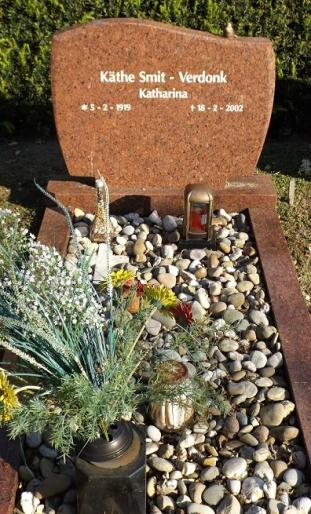 Käthe Smit - Verdonk
Katharina
* 5 - 2 - 1919 † 18 - 2 - 2002